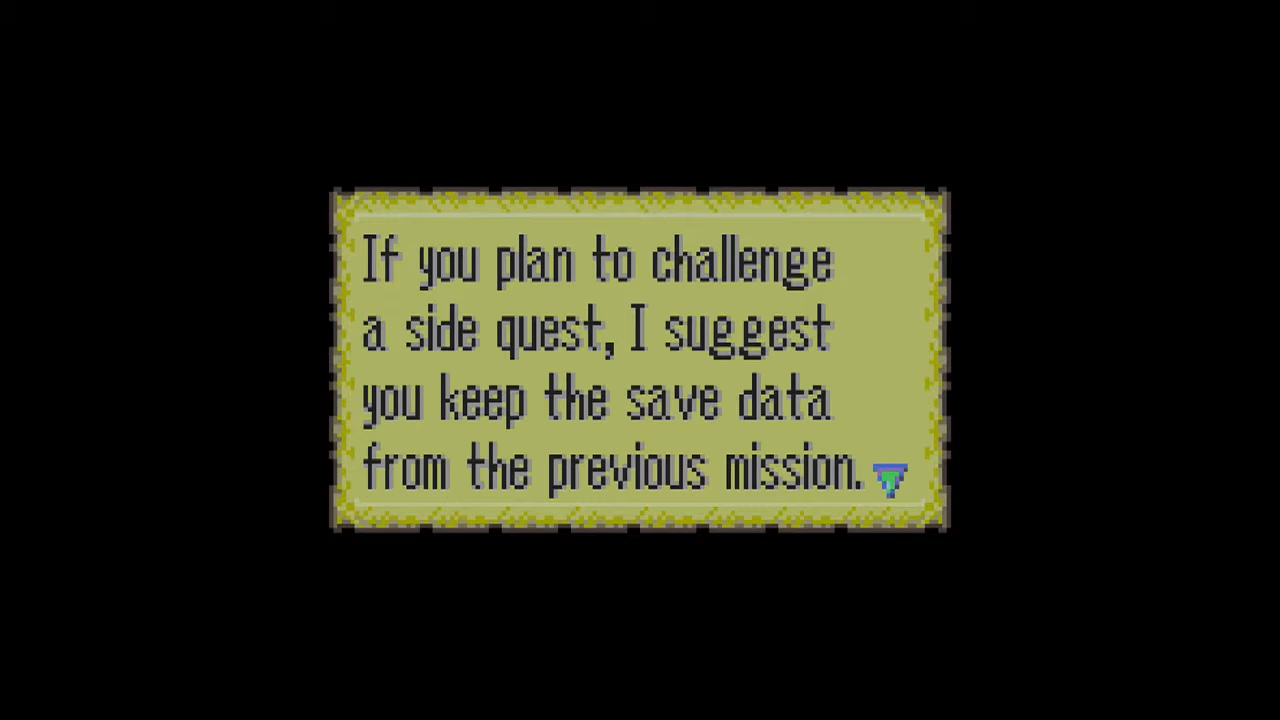 If you plan to challenge
a side quest, I suggest
you keep the save data
from the previous mission.